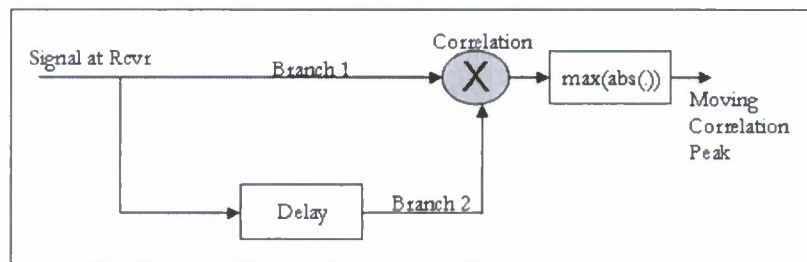 Correlation
Signal at Rcvr
Branch 1
X
max(abs(.))
Moving
Correlation
Peak
Delay
Branch 2